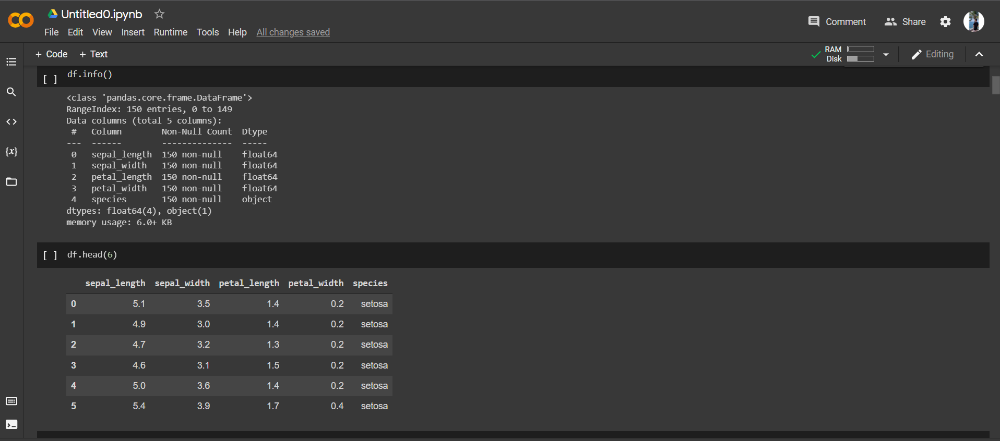 Untitled0.ipynb
File Edit View Insert Runtime Tools Help All changes saved
Comment Share
+ Code + Text
RAM
Disk
Editing
[ ] df.info()
<class 'pandas.core.frame.DataFrame'>
RangeIndex: 150 entries, 0 to 149
Data columns (total 5 columns):
 #   Column        Non-Null Count  Dtype
---  ------        --------------  -----
 0   sepal_length  150 non-null    float64
 1   sepal_width   150 non-null    float64
 2   petal_length  150 non-null    float64
 3   petal_width   150 non-null    float64
 4   species       150 non-null    object
dtypes: float64(4), object(1)
memory usage: 6.0+ KB
[ ] df.head(6)
sepal_length sepal_width petal_length petal_width species
0 5.1 3.5 1.4 0.2 setosa
1 4.9 3.0 1.4 0.2 setosa
2 4.7 3.2 1.3 0.2 setosa
3 4.6 3.1 1.5 0.2 setosa
4 5.0 3.6 1.4 0.2 setosa
5 5.4 3.9 1.7 0.4 setosa